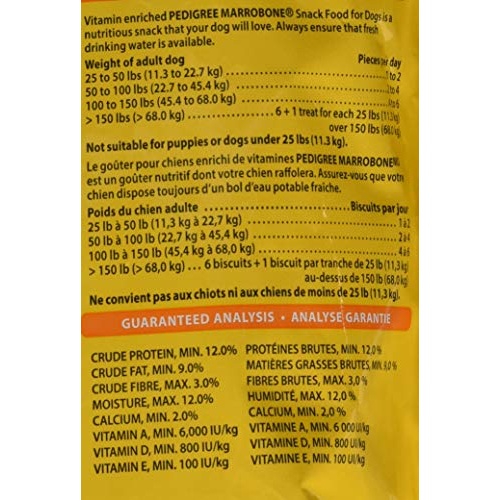 Vitamin enriched PEDIGREE MARROBONE® Snack Food for Dogs is a
nutritious snack that your dog will love. Always ensure that fresh
drinking water is available.
Weight of adult dog Pieces per day
25 to 50 lbs (11.3 to 22.7 kg) 1 to 2
50 to 100 lbs (22.7 to 45.4 kg) 2 to 4
100 to 150 lbs (45.4 to 68.0 kg) 4 to 6
> 150 lbs (> 68.0 kg) 6 + 1 treat for each 25 lbs (11.3 kg)
over 150 lbs (68.0 kg)
Not suitable for puppies or dogs under 25 lbs (11.3 kg).
Le goûter pour chiens enrichi de vitamines PEDIGREE MARROBONE
est un goûter nutritif dont votre chien raffolera. Assurez-vous que votre
chien dispose toujours d'un bol d'eau potable fraîche.
Poids du chien adulte Biscuits par jour
25 lb à 50 lb (11,3 kg à 22,7 kg) 1 à 2
50 lb à 100 lb (22,7 kg à 45,4 kg) 2 à 4
100 lb à 150 lb (45,4 kg à 68,0 kg) 4 à 6
> 150 lb (> 68,0 kg) ... 6 biscuits + 1 biscuit par tranche de 25 lb (11,3 kg)
au-dessus de 150 lb (68,0 kg)
Ne convient pas aux chiots ni aux chiens de moins de 25 lb (11,3 kg).
GUARANTEED ANALYSIS • ANALYSE GARANTIE
CRUDE PROTEIN, MIN. 12.0%
CRUDE FAT, MIN. 9.0%
CRUDE FIBRE, MAX. 3.0%
MOISTURE, MAX. 12.0%
CALCIUM, MIN. 2.0%
VITAMIN A, MIN. 6,000 IU/kg
VITAMIN D, MIN. 800 IU/kg
VITAMIN E, MIN. 100 IU/kg
PROTÉINES BRUTES, MIN. 12.0%
MATIÈRES GRASSES BRUTES, MIN. 9.0%
FIBRES BRUTES, MAX. 3,0 %
HUMIDITÉ, MAX. 12,0 %
CALCIUM, MIN. 2,0 %
VITAMINE A, MIN. 6 000 UI/kg
VITAMINE D, MIN. 800 UI/kg
VITAMINE E, MIN. 100 UI/kg